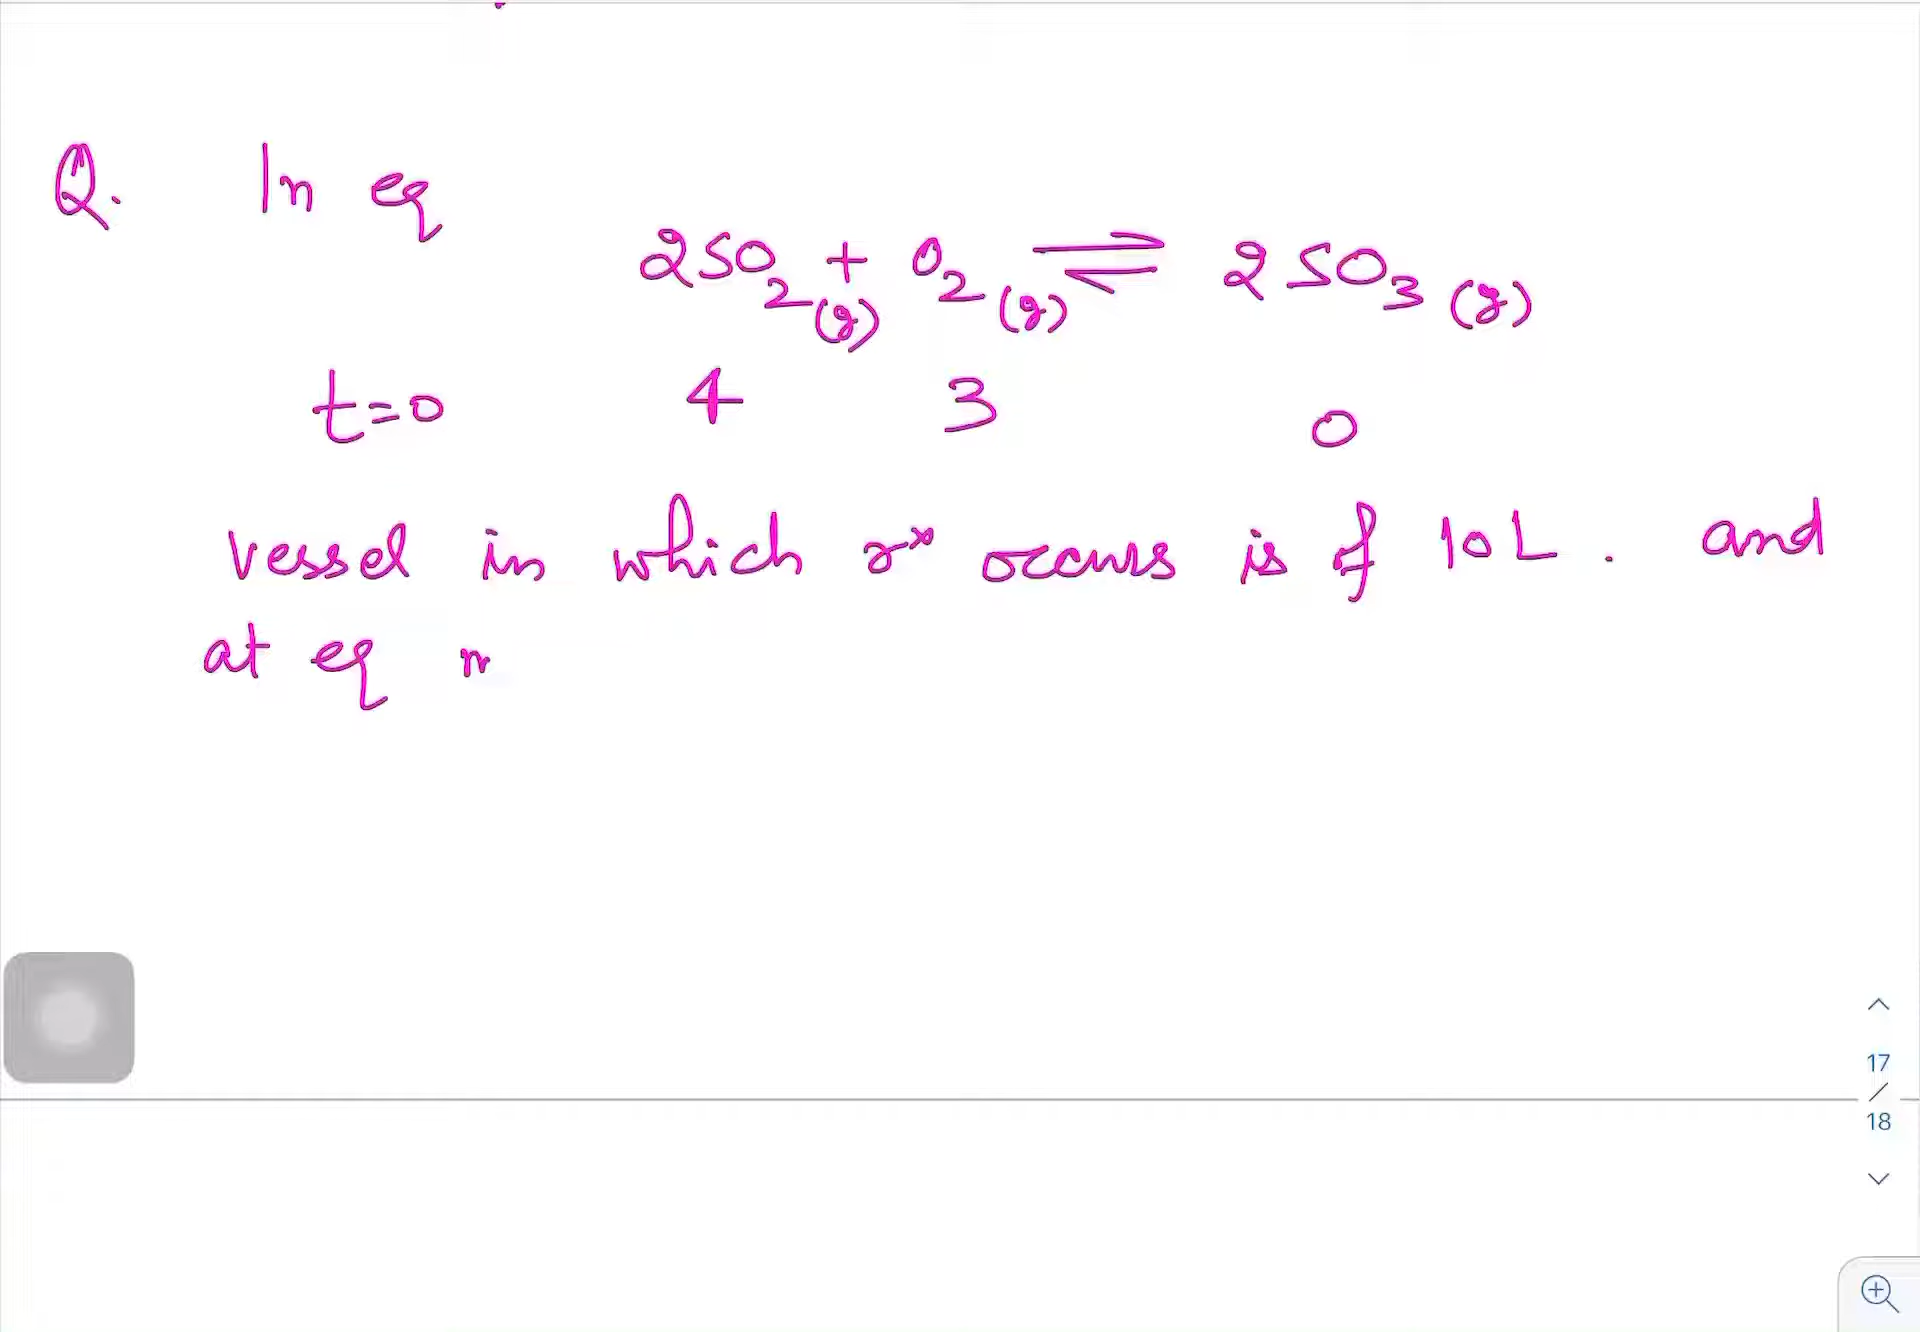 Q. In eq
2SO2(g) + O2(g) ⇌ 2SO3(g)
t=0 4 3 0
vessel in which rx occurs is of 10L. and
at eq n
17
/
18